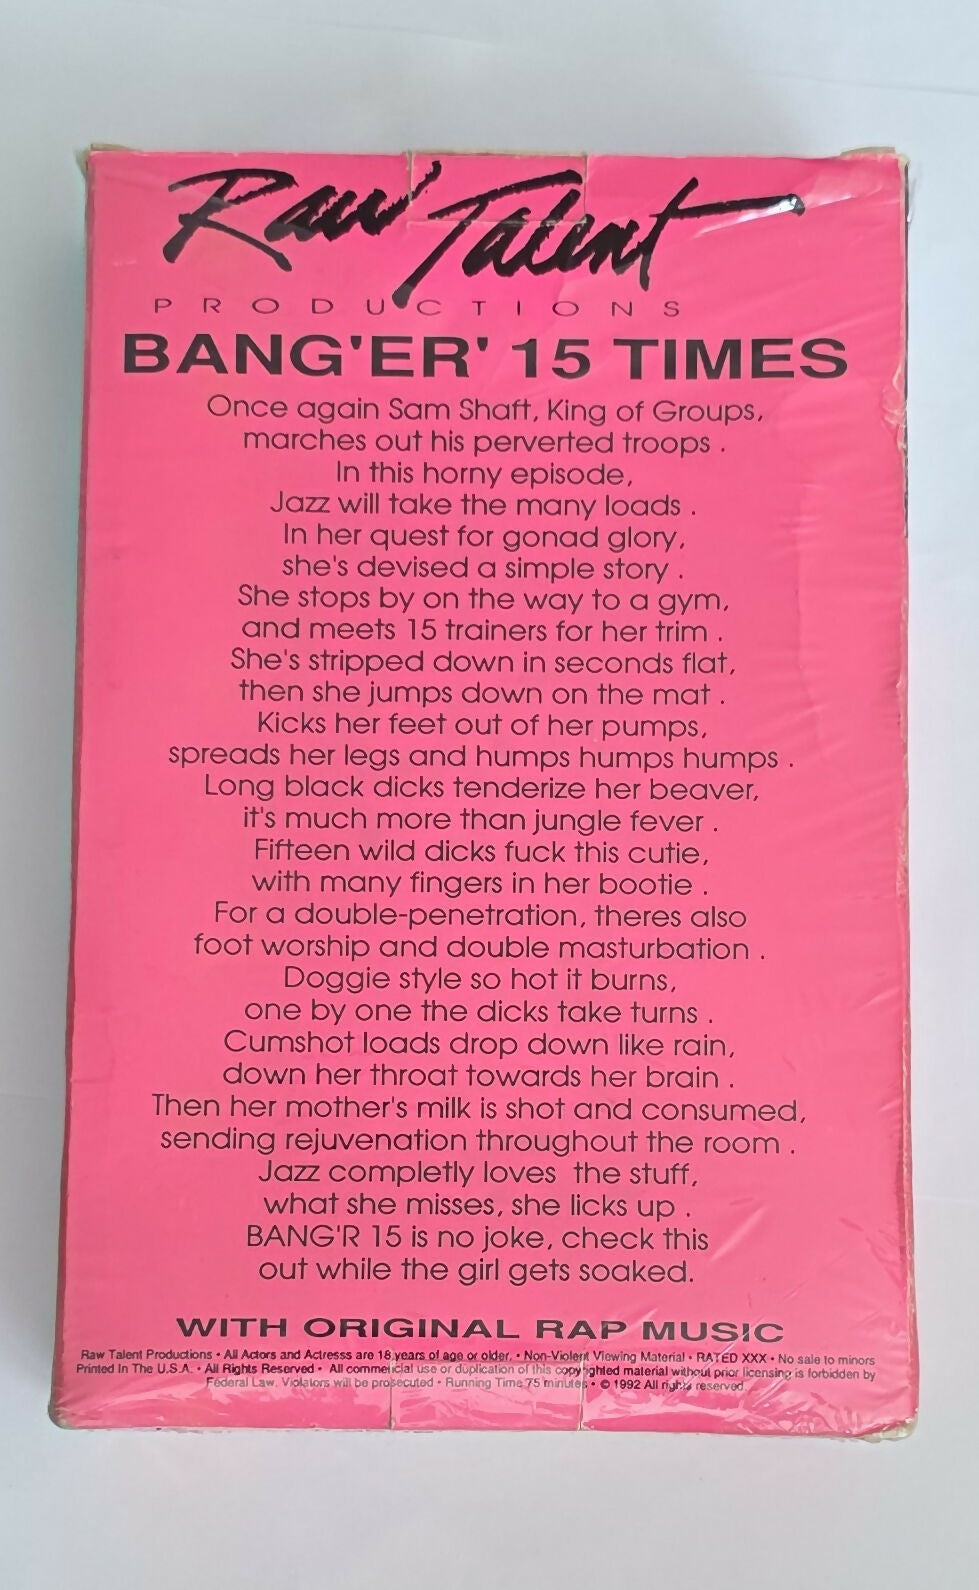 Raw Talent
PRODUCTIONS
BANG'ER' 15 TIMES
Once again Sam Shaft, King of Groups,
marches out his perverted troops .
In this horny episode,
Jazz will take the many loads .
In her quest for gonad glory,
she's devised a simple story .
She stops by on the way to a gym,
and meets 15 trainers for her trim .
She's stripped down in seconds flat,
then she jumps down on the mat .
Kicks her feet out of her pumps,
spreads her legs and humps humps humps .
Long black dicks tenderize her beaver,
it's much more than jungle fever .
Fifteen wild dicks fuck this cutie,
with many fingers in her bootie .
For a double-penetration, theres also
foot worship and double masturbation .
Doggie style so hot it burns,
one by one the dicks take turns .
Cumshot loads drop down like rain,
down her throat towards her brain .
Then her mother's milk is shot and consumed,
sending rejuvenation throughout the room .
Jazz completly loves the stuff,
what she misses, she licks up .
BANG'R 15 is no joke, check this
out while the girl gets soaked.
WITH ORIGINAL RAP MUSIC
Raw Talent Productions • All Actors and Actresss are 18 years of age or older. • Non-Violent Viewing Material • RATED XXX • No sale to minors
Printed In The U.S.A. • All Rights Reserved • All commericial use or duplication of this copyrighted material without prior licensing is forbidden by
Federal Law. Violators will be prosecuted • Running Time 75 minutes • © 1992 All rights reserved.